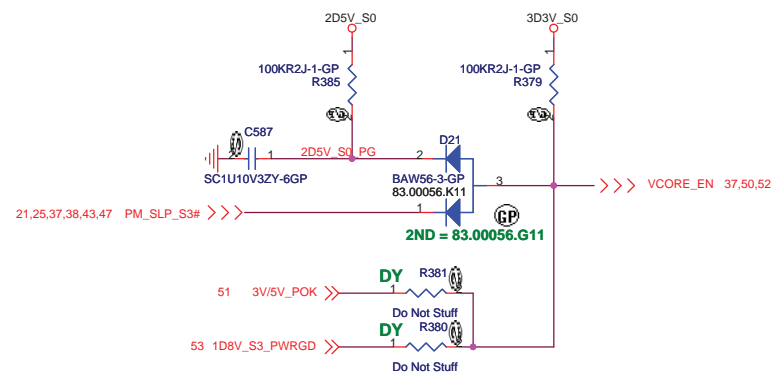 2D5V_S0
3D3V_S0
1
1
100KR2J-1-GP
R385
100KR2J-1-GP
R379
2
2
C587
D21
2
1
2D5V_S0_PG
2
SC1U10V3ZY-6GP
BAW56-3-GP
83.00056.K11
3
VCORE_EN 37,50,52
21,25,37,38,43,47 PM_SLP_S3#
1
GP
2ND = 83.00056.G11
DY
R381
51 3V/5V_POK
1
2
Do Not Stuff
DY
R380
53 1D8V_S3_PWRGD
1
2
Do Not Stuff